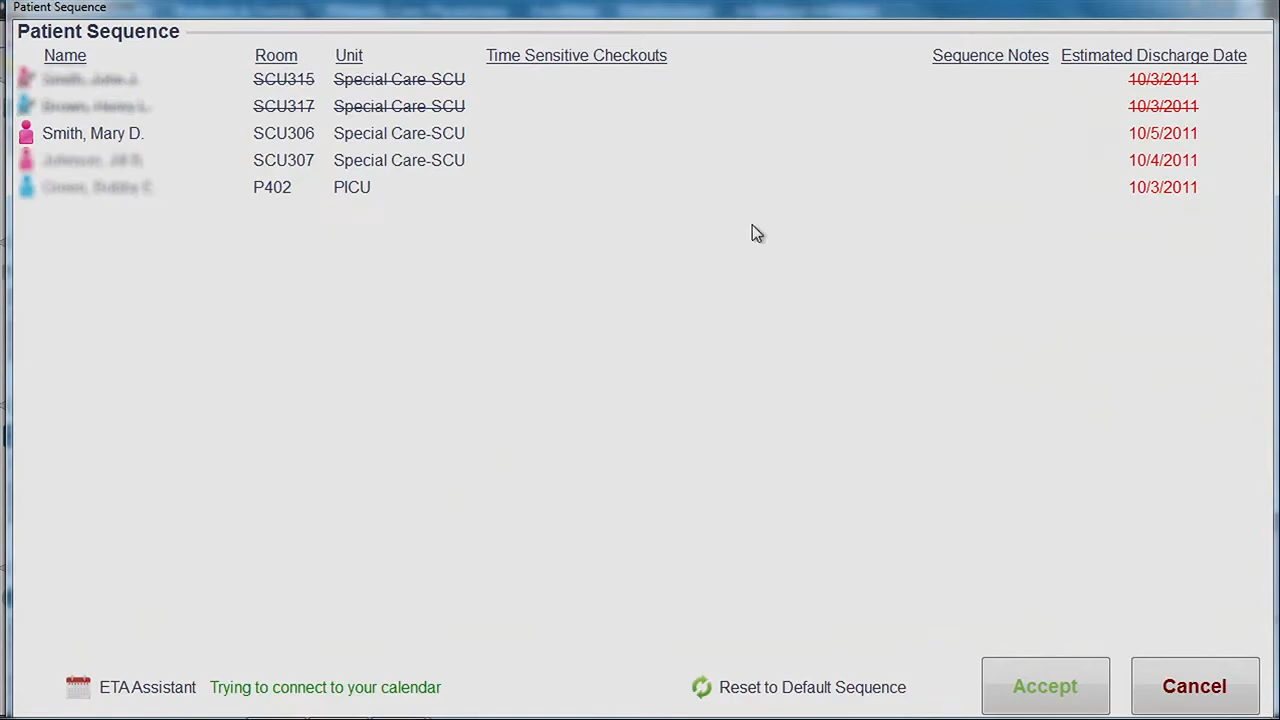 Patient Sequence
Patient Sequence
Name Room Unit Time Sensitive Checkouts Sequence Notes Estimated Discharge Date
SCU315 Special Care-SCU 10/3/2011
SCU317 Special Care-SCU 10/3/2011
Smith, Mary D. SCU306 Special Care-SCU 10/5/2011
SCU307 Special Care-SCU 10/4/2011
P402 PICU 10/3/2011
ETA Assistant Trying to connect to your calendar Reset to Default Sequence Accept Cancel